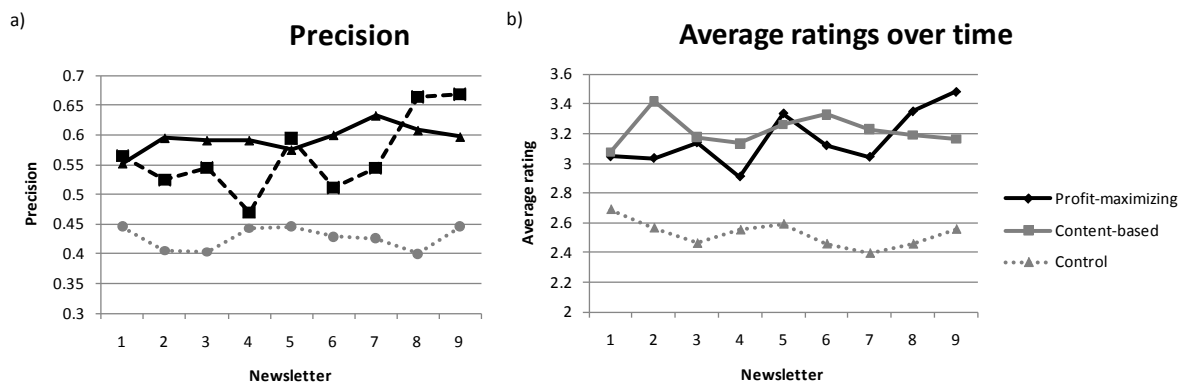 a)
Precision
0.7
0.65
0.6
0.55
0.5
0.45
0.4
0.35
0.3
Precision
1 2 3 4 5 6 7 8 9
Newsletter
b)
Average ratings over time
3.6
3.4
3.2
3
2.8
2.6
2.4
2.2
2
Average rating
1 2 3 4 5 6 7 8 9
Newsletter
Profit-maximizing
Content-based
Control